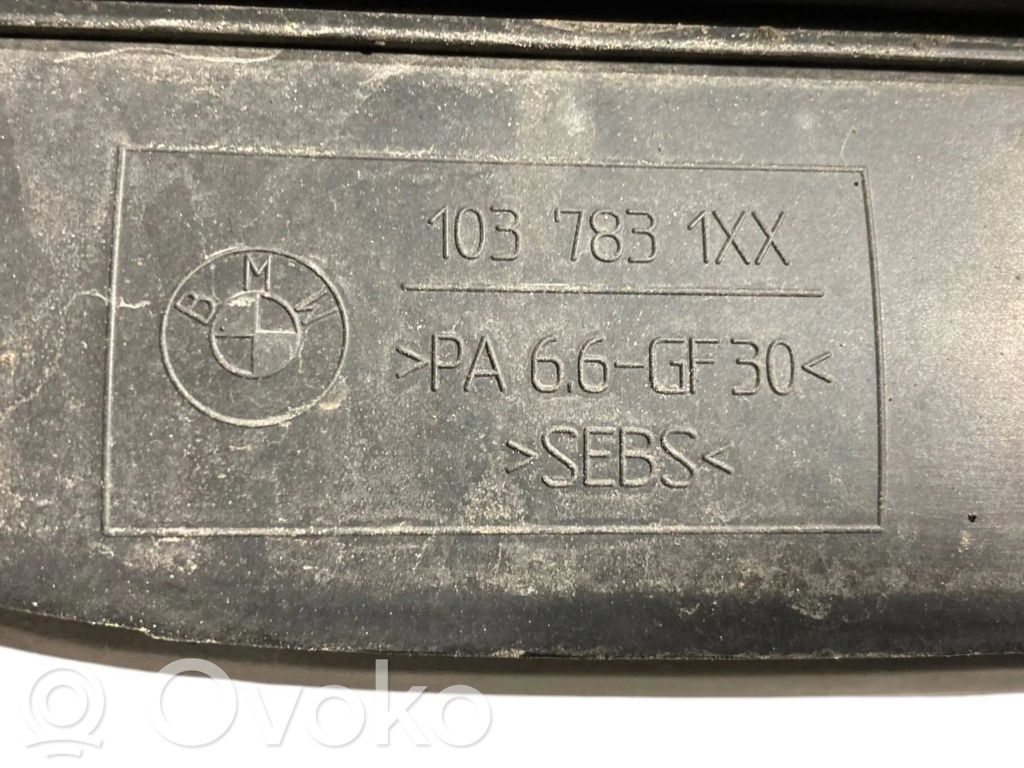 103 783 1XX
BMW
>PA 6.6-GF30<
>SEBS<
Ovoko